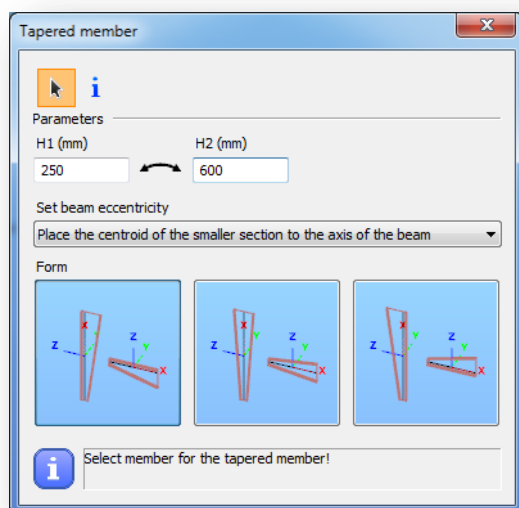 Tapered member
Parameters
H1 (mm) H2 (mm)
250 600
Set beam eccentricity
Place the centroid of the smaller section to the axis of the beam
Form
Z X Y Z Y X
Z X Y Z Y X
Z X Y Z Y X
Select member for the tapered member!